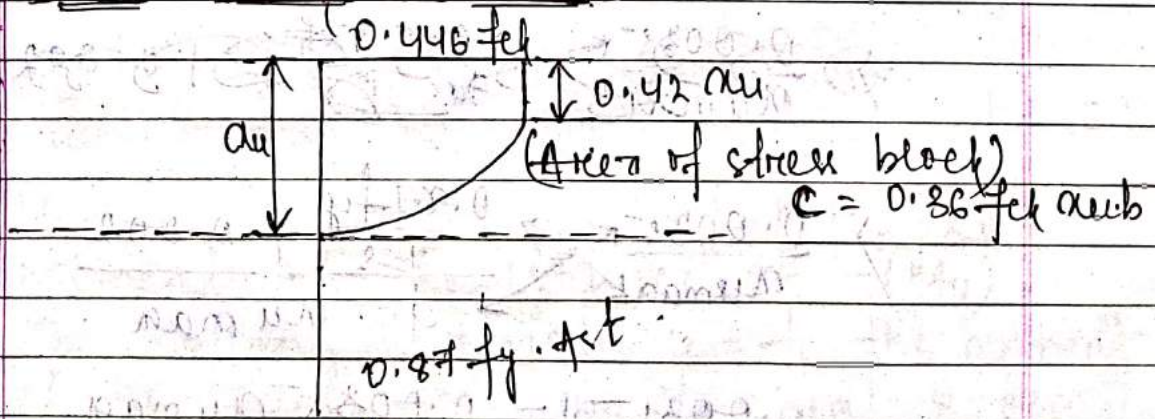 0.446 fck
xu
0.42 xu
(Area of stress block)
C = 0.36 fck xu.b
0.87 fy . Ast